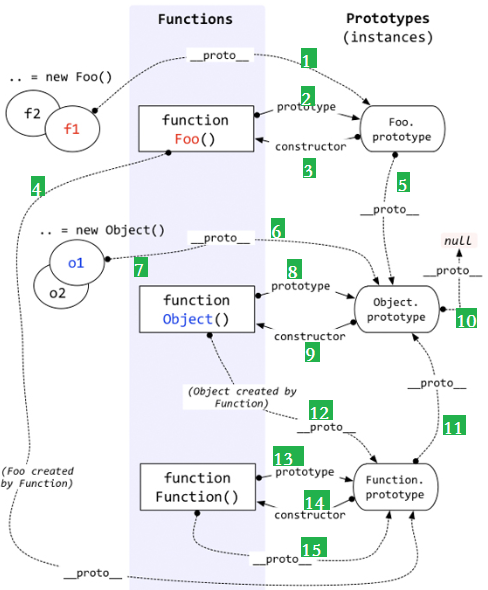 Functions
Prototypes
(instances)
__proto__
1
.. = new Foo()
2
prototype
f2
f1
function
Foo()
Foo.
prototype
constructor
3
4
5
__proto__
.. = new Object()
6
__proto__
null
o1
7
8
__proto__
o2
prototype
function
Object()
Object.
prototype
10
constructor
9
__proto__
(Object created by
Function)
12
__proto__
11
13
(Foo created
by Function)
prototype
function
Function()
Function.
prototype
14
constructor
15
__proto__
__proto__